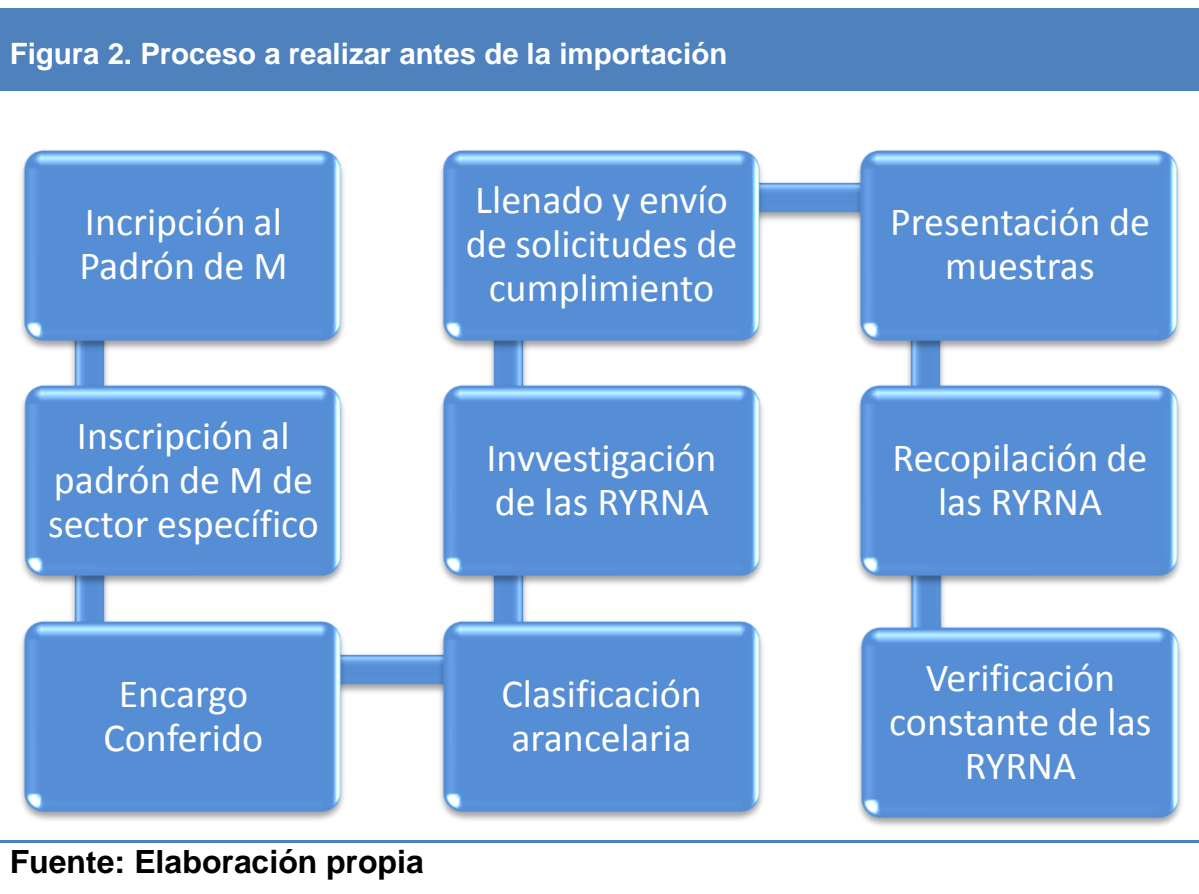 Figura 2. Proceso a realizar antes de la importación
Incripción al
Padrón de M
Inscripción al
padrón de M de
sector específico
Encargo
Conferido
Clasificación
arancelaria
Invvestigación
de las RYRNA
Llenado y envío
de solicitudes de
cumplimiento
Presentación de
muestras
Recopilación de
las RYRNA
Verificación
constante de las
RYRNA
Fuente: Elaboración propia